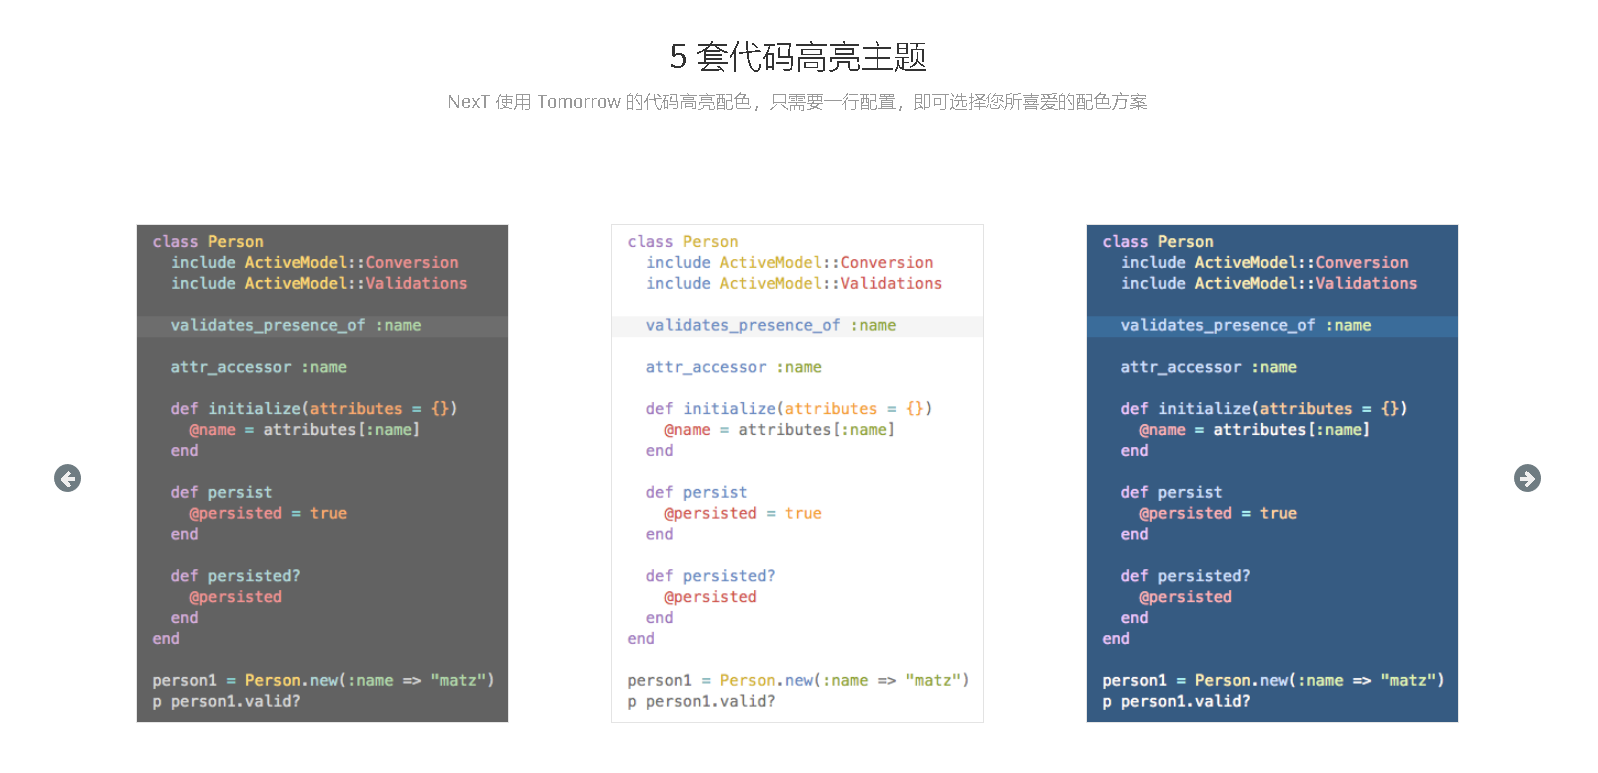 5 套代码高亮主题
NexT 使用 Tomorrow 的代码高亮配色，只需要一行配置，即可选择您所喜爱的配色方案
class Person
  include ActiveModel::Conversion
  include ActiveModel::Validations

  validates_presence_of :name

  attr_accessor :name

  def initialize(attributes = {})
    @name = attributes[:name]
  end

  def persist
    @persisted = true
  end

  def persisted?
    @persisted
  end
end

person1 = Person.new(:name => "matz")
p person1.valid?
class Person
  include ActiveModel::Conversion
  include ActiveModel::Validations

  validates_presence_of :name

  attr_accessor :name

  def initialize(attributes = {})
    @name = attributes[:name]
  end

  def persist
    @persisted = true
  end

  def persisted?
    @persisted
  end
end

person1 = Person.new(:name => "matz")
p person1.valid?
class Person
  include ActiveModel::Conversion
  include ActiveModel::Validations

  validates_presence_of :name

  attr_accessor :name

  def initialize(attributes = {})
    @name = attributes[:name]
  end

  def persist
    @persisted = true
  end

  def persisted?
    @persisted
  end
end

person1 = Person.new(:name => "matz")
p person1.valid?